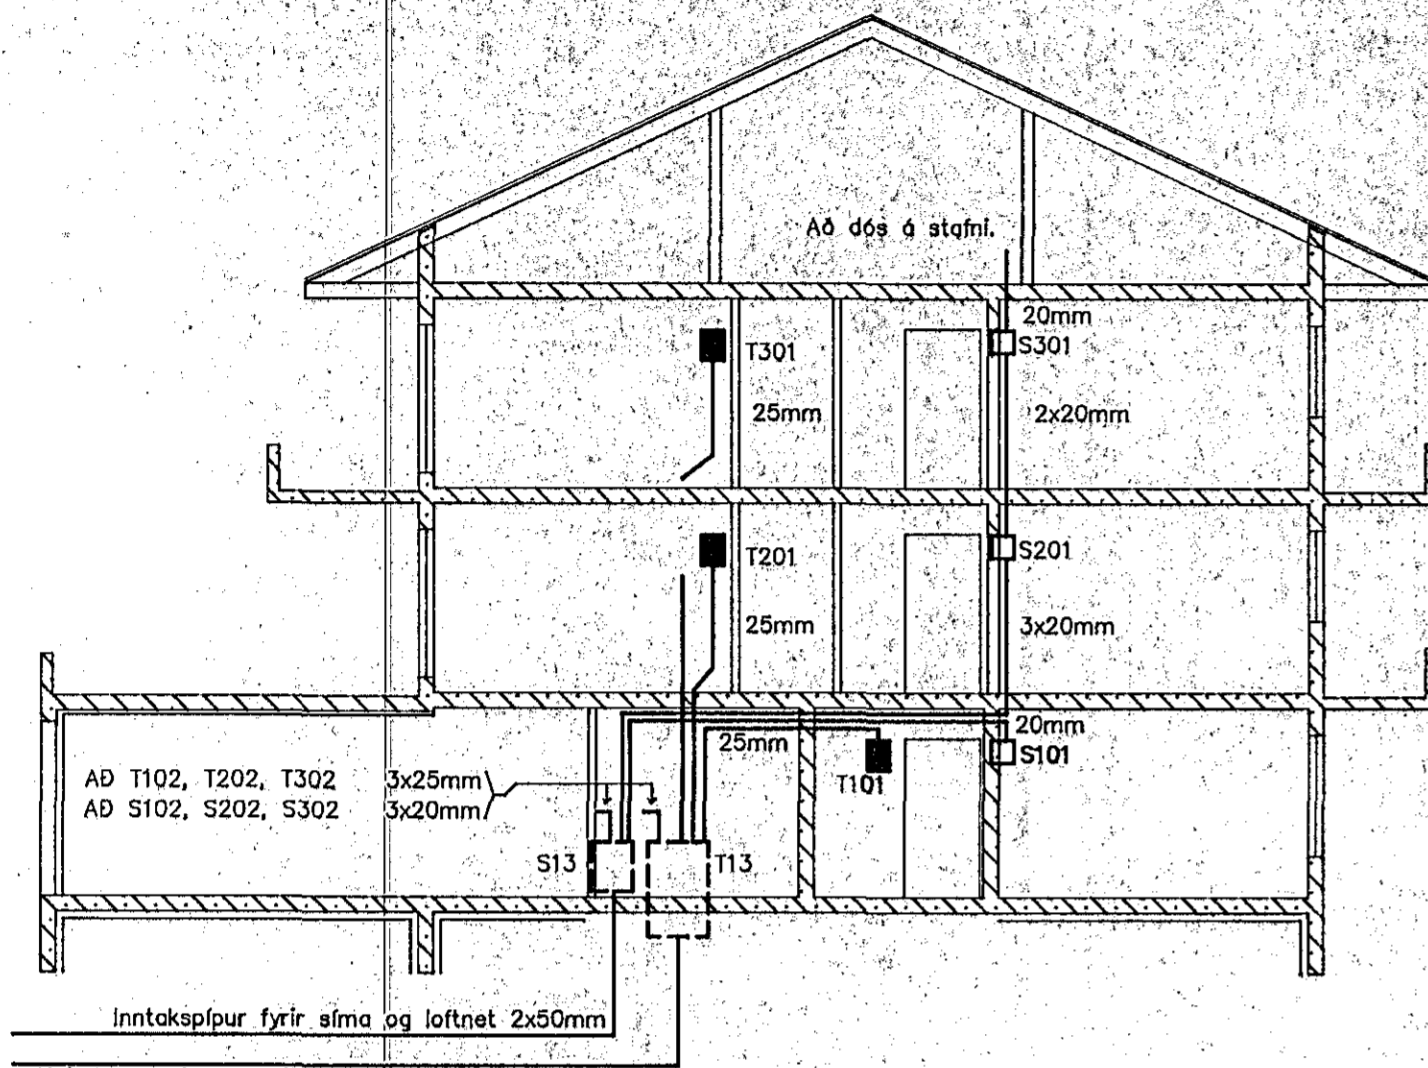 Að dós á stafni.
20mm
T301
S301
25mm
2x20mm
T201
S201
25mm
3x20mm
25mm
20mm
S101
T101
AÐ T102, T202, T302 3x25mm
AÐ S102, S202, S302 3x20mm
S13
T13
Inntakspípur fyrir síma og loftnet 2x50mm